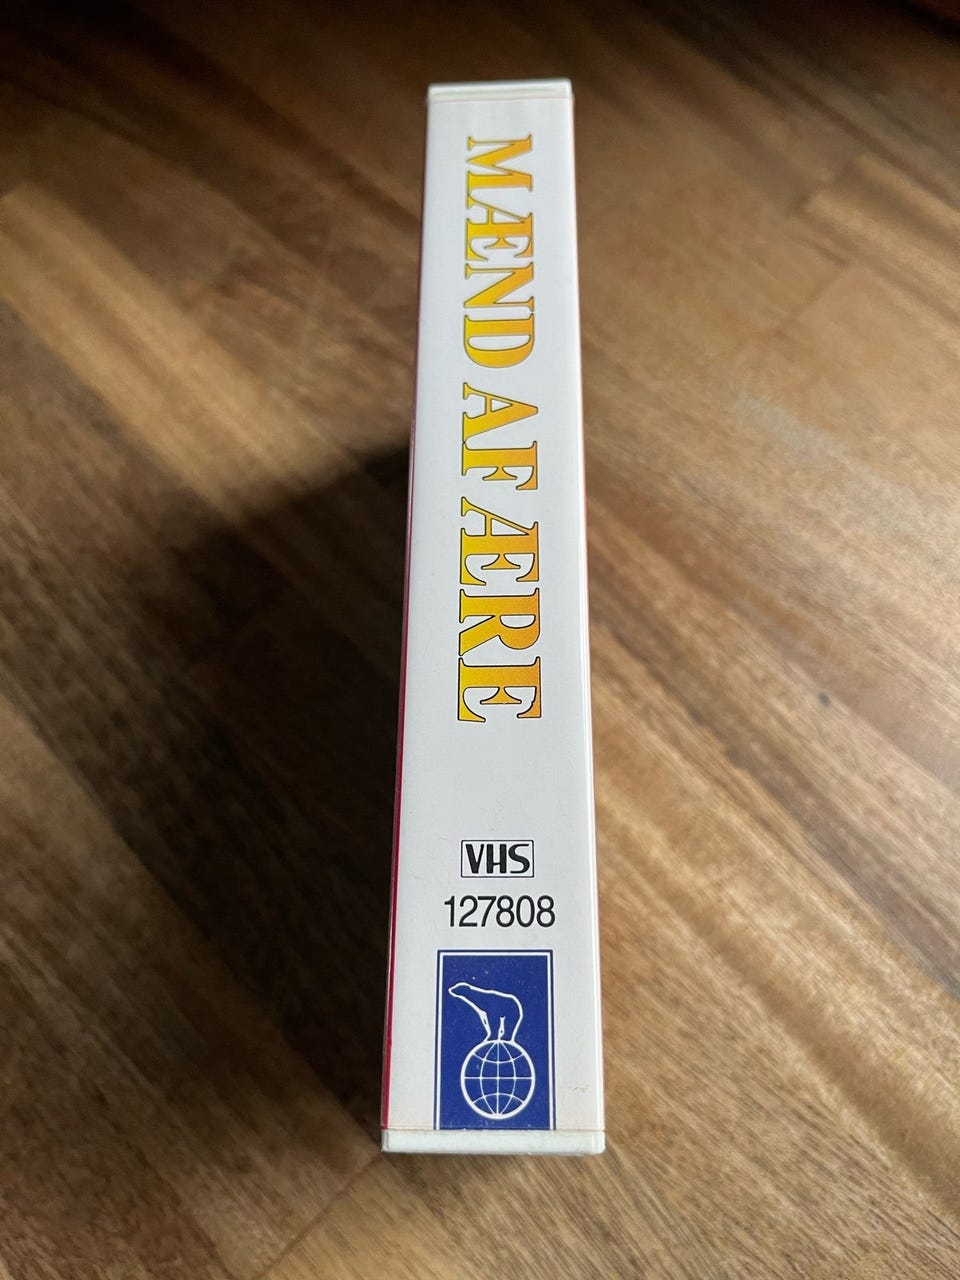 MÆND AF ÆRE
VHS
127808